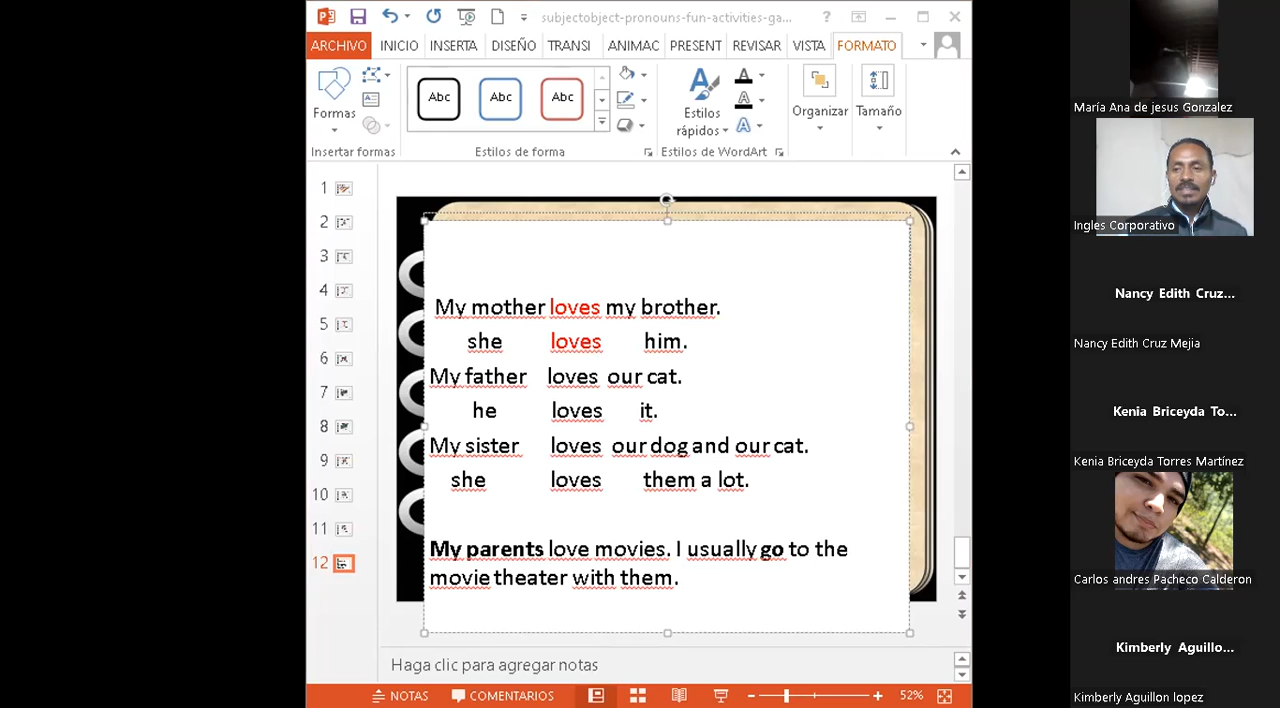 subjectobject-pronouns-fun-activities-ga...
?
ARCHIVO INICIO INSERTA DISEÑO TRANSI ANIMAC PRESENT REVISAR VISTA FORMATO
Abc Abc Abc
Formas
Estilos rápidos
Organizar
Tamaño
Insertar formas
Estilos de forma
Estilos de WordArt
1
2
3
4
5
6
7
8
9
10
11
12
My mother loves my brother.
she loves him.
My father loves our cat.
he loves it.
My sister loves our dog and our cat.
she loves them a lot.
My parents love movies. I usually go to the
movie theater with them.
Haga clic para agregar notas
NOTAS COMENTARIOS 52%
María Ana de jesus Gonzalez
Ingles Corporativo
Nancy Edith Cruz...
Nancy Edith Cruz Mejia
Kenia Briceyda To...
Kenia Briceyda Torres Martínez
Carlos andres Pacheco Calderon
Kimberly Aguillo...
Kimberly Aguillon lopez